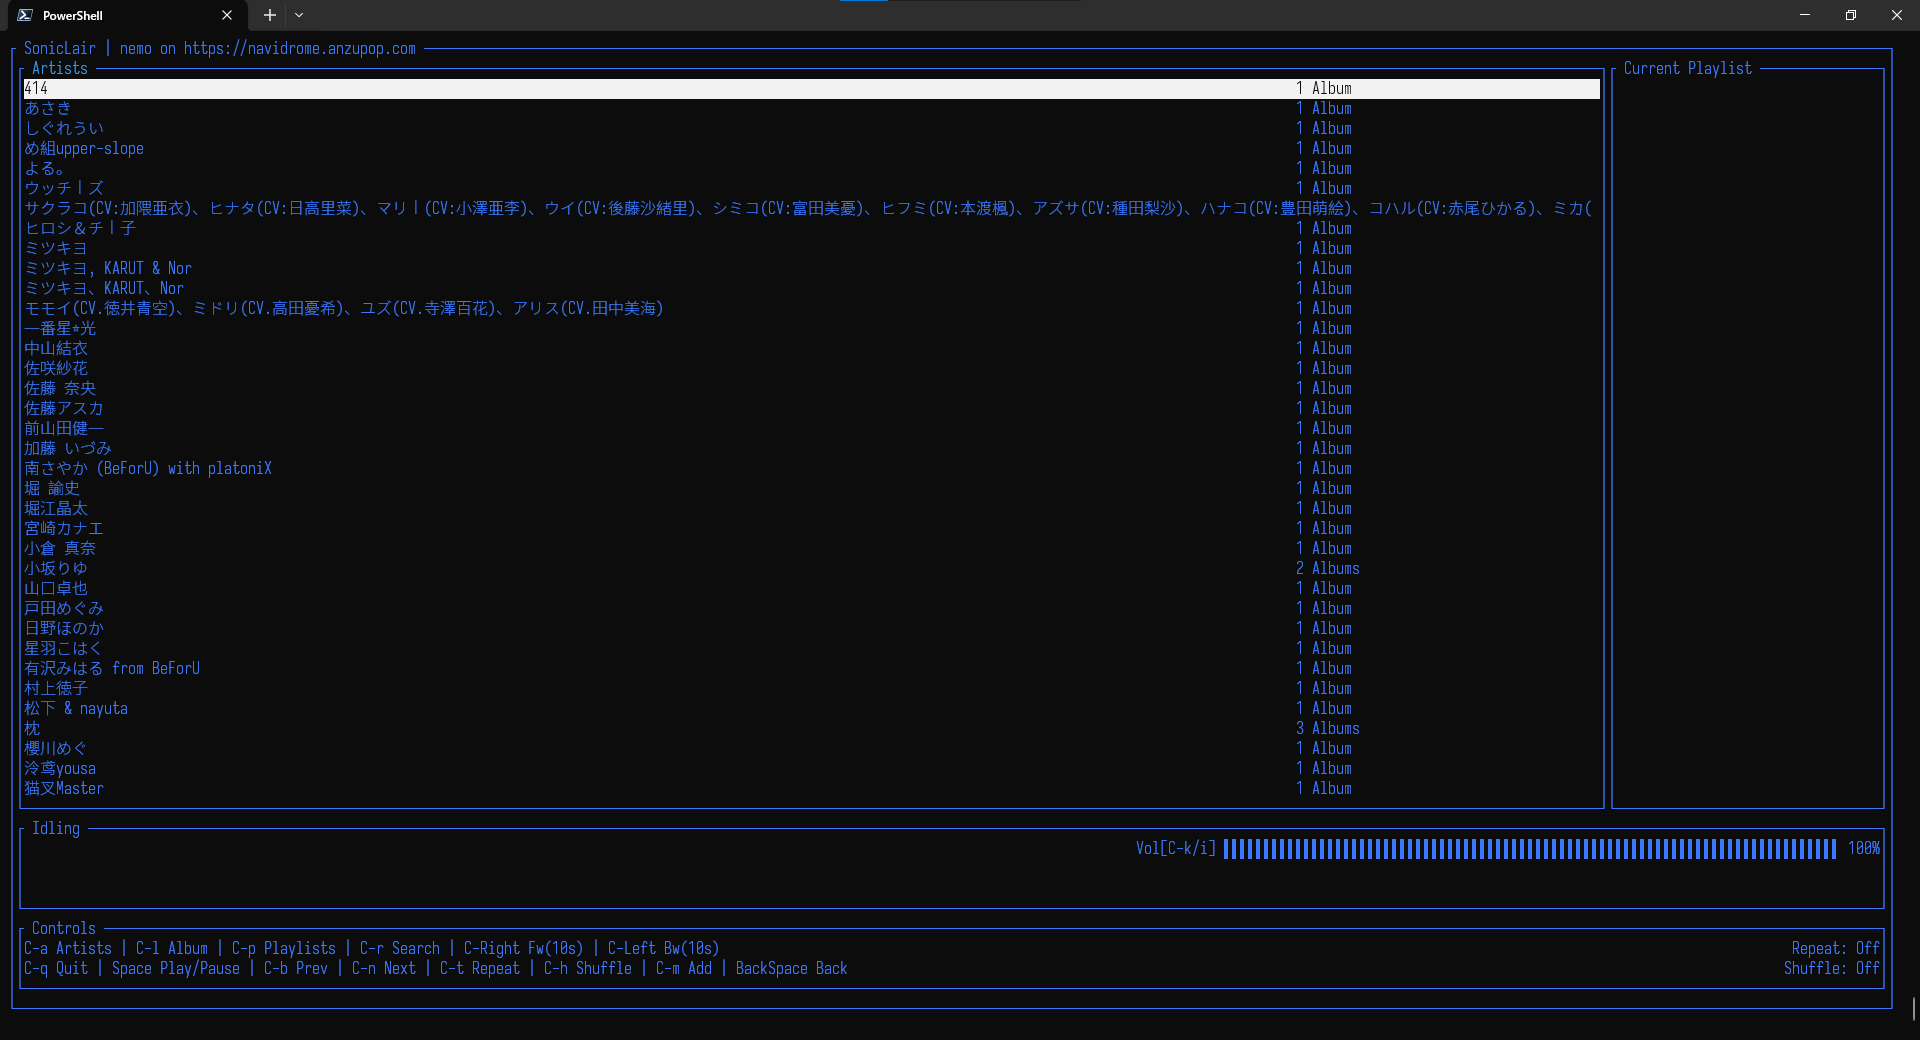 PowerShell
SonicLair | nemo on https://navidrome.anzupop.com
Artists
Current Playlist
414 1 Album
あさき 1 Album
しぐれうい 1 Album
め組upper-slope 1 Album
よる。 1 Album
ウッチーズ 1 Album
サクラコ(CV:加隈亜衣)、ヒナタ(CV:日高里菜)、マリー(CV:小澤亜李)、ウイ(CV:後藤沙緒里)、シミコ(CV:富田美憂)、ヒフミ(CV:本渡楓)、アズサ(CV:種田梨沙)、ハナコ(CV:豊田萌絵)、コハル(CV:赤尾ひかる)、ミカ(
ヒロシ＆チー子 1 Album
ミツキヨ 1 Album
ミツキヨ, KARUT & Nor 1 Album
ミツキヨ、KARUT、Nor 1 Album
モモイ(CV.徳井青空)、ミドリ(CV.高田憂希)、ユズ(CV.寺澤百花)、アリス(CV.田中美海) 1 Album
一番星⭐光 1 Album
中山結衣 1 Album
佐咲紗花 1 Album
佐藤 奈央 1 Album
佐藤アスカ 1 Album
前山田健一 1 Album
加藤 いづみ 1 Album
南さやか (BeForU) with platoniX 1 Album
堀 諭史 1 Album
堀江晶太 1 Album
宮崎カナエ 1 Album
小倉 真奈 1 Album
小坂りゆ 2 Albums
山口卓也 1 Album
戸田めぐみ 1 Album
日野ほのか 1 Album
星羽こはく 1 Album
有沢みはる from BeForU 1 Album
村上徳子 1 Album
松下 & nayuta 1 Album
枕 3 Albums
櫻川めぐ 1 Album
泠鸢yousa 1 Album
猫叉Master 1 Album
Idling
Vol[C-k/i] 100%
Controls
C-a Artists | C-l Album | C-p Playlists | C-r Search | C-Right Fw(10s) | C-Left Bw(10s) Repeat: Off
C-q Quit | Space Play/Pause | C-b Prev | C-n Next | C-t Repeat | C-h Shuffle | C-m Add | BackSpace Back Shuffle: Off